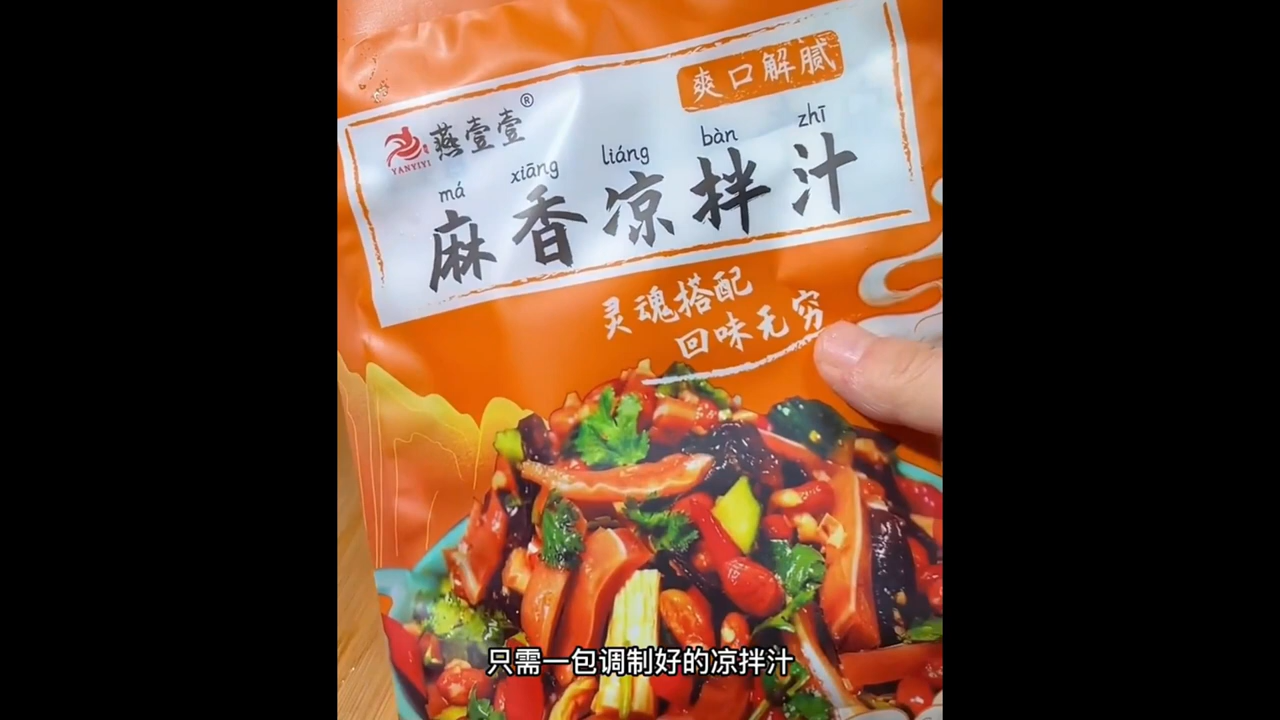 爽口解腻
燕壹壹®
YANYIYI
má xiāng liáng bàn zhī
麻香凉拌汁
灵魂搭配
回味无穷
只需一包调制好的凉拌汁